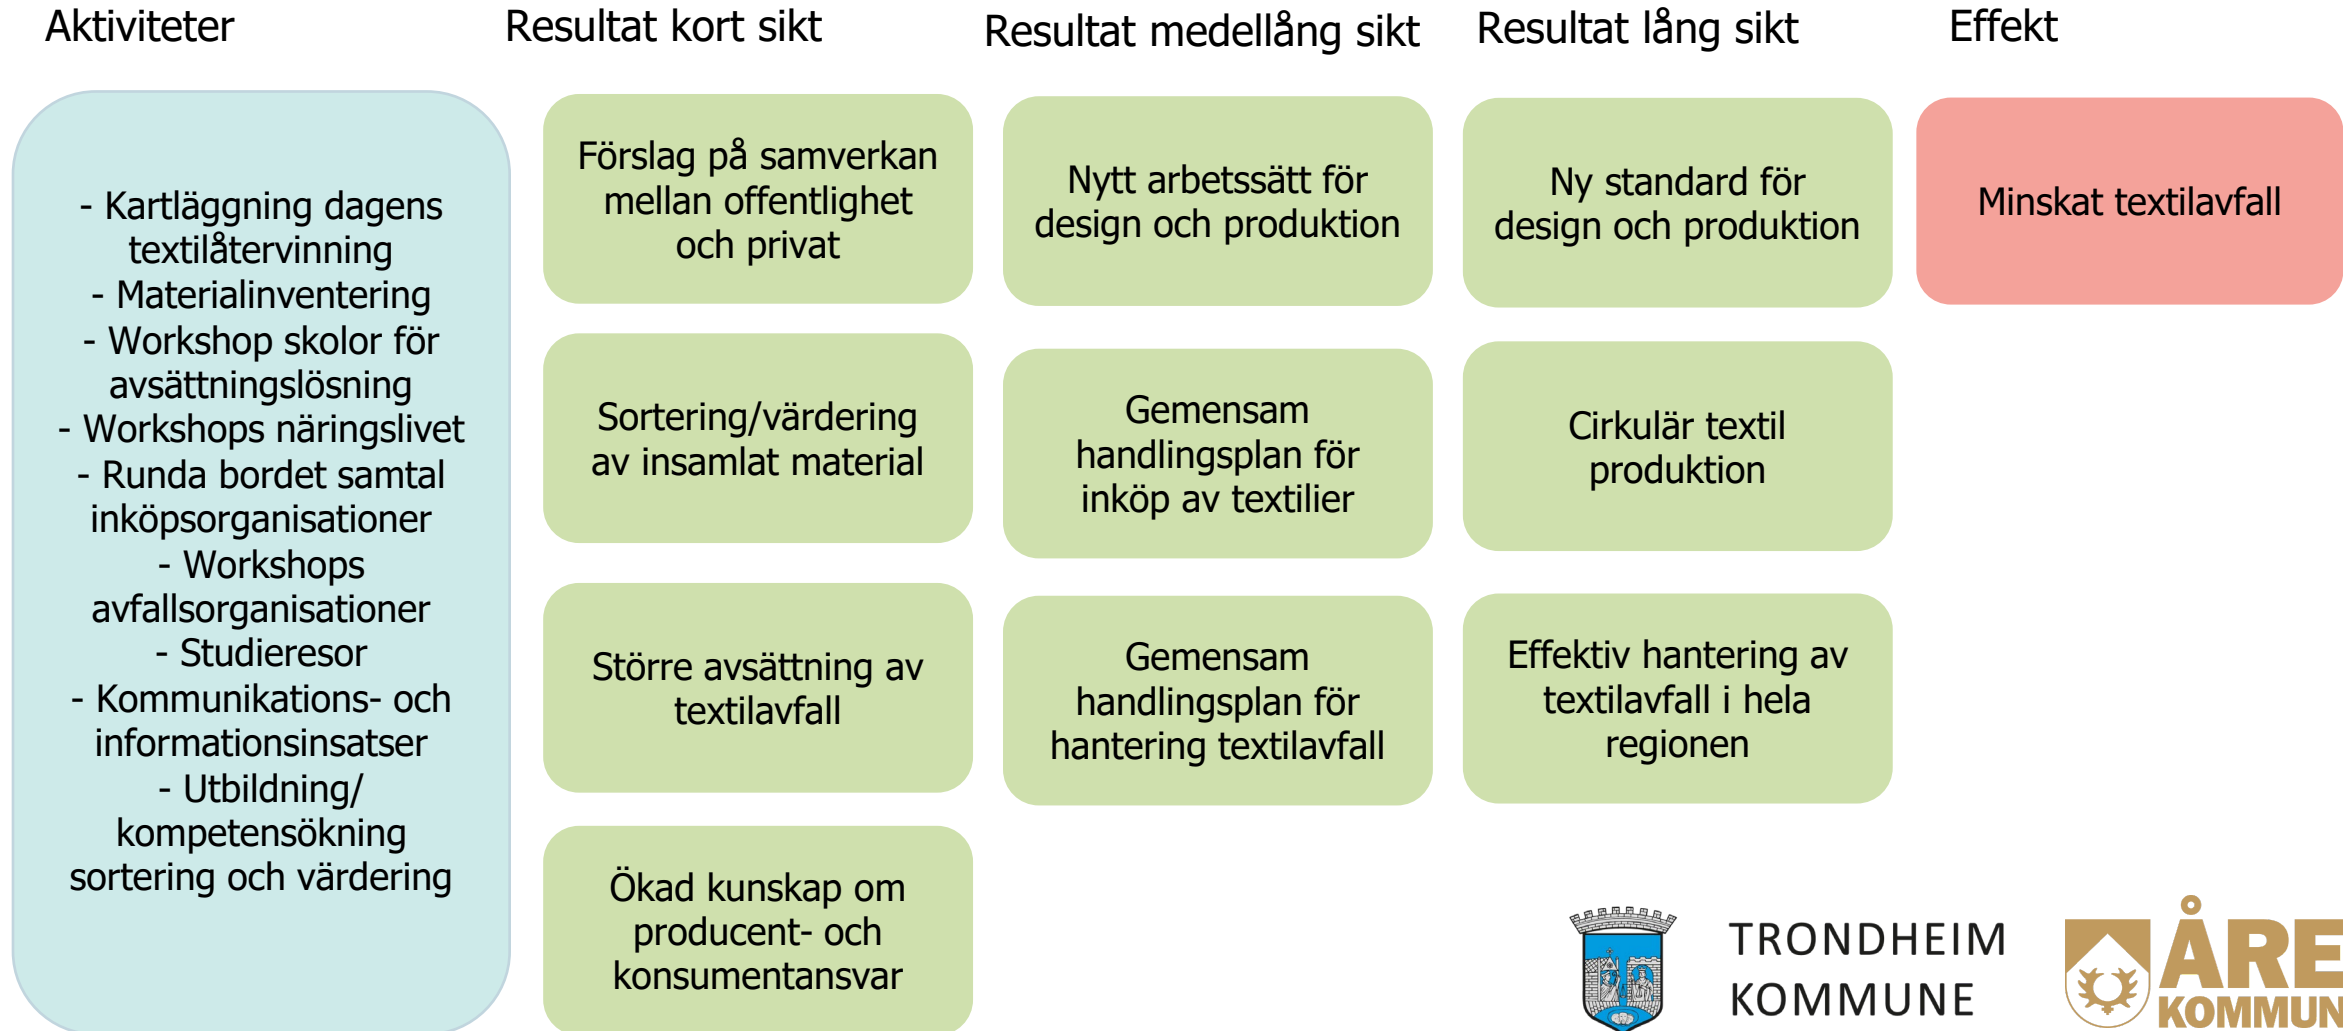 Aktiviteter
Resultat kort sikt
Resultat medellång sikt
Resultat lång sikt
Effekt
- Kartläggning dagens
textilåtervinning
- Materialinventering
- Workshop skolor för
avsättningslösning
- Workshops näringslivet
- Runda bordet samtal
inköpsorganisationer
- Workshops
avfallsorganisationer
- Studieresor
- Kommunikations- och
informationsinsatser
- Utbildning/
kompetensökning
sortering och värdering
Förslag på samverkan
mellan offentlighet
och privat
Sortering/värdering
av insamlat material
Större avsättning av
textilavfall
Ökad kunskap om
producent- och
konsumentansvar
Nytt arbetssätt för
design och produktion
Gemensam
handlingsplan för
inköp av textilier
Gemensam
handlingsplan för
hantering textilavfall
Ny standard för
design och produktion
Cirkulär textil
produktion
Effektiv hantering av
textilavfall i hela
regionen
Minskat textilavfall
TRONDHEIM
KOMMUNE
ÅRE
KOMMUN